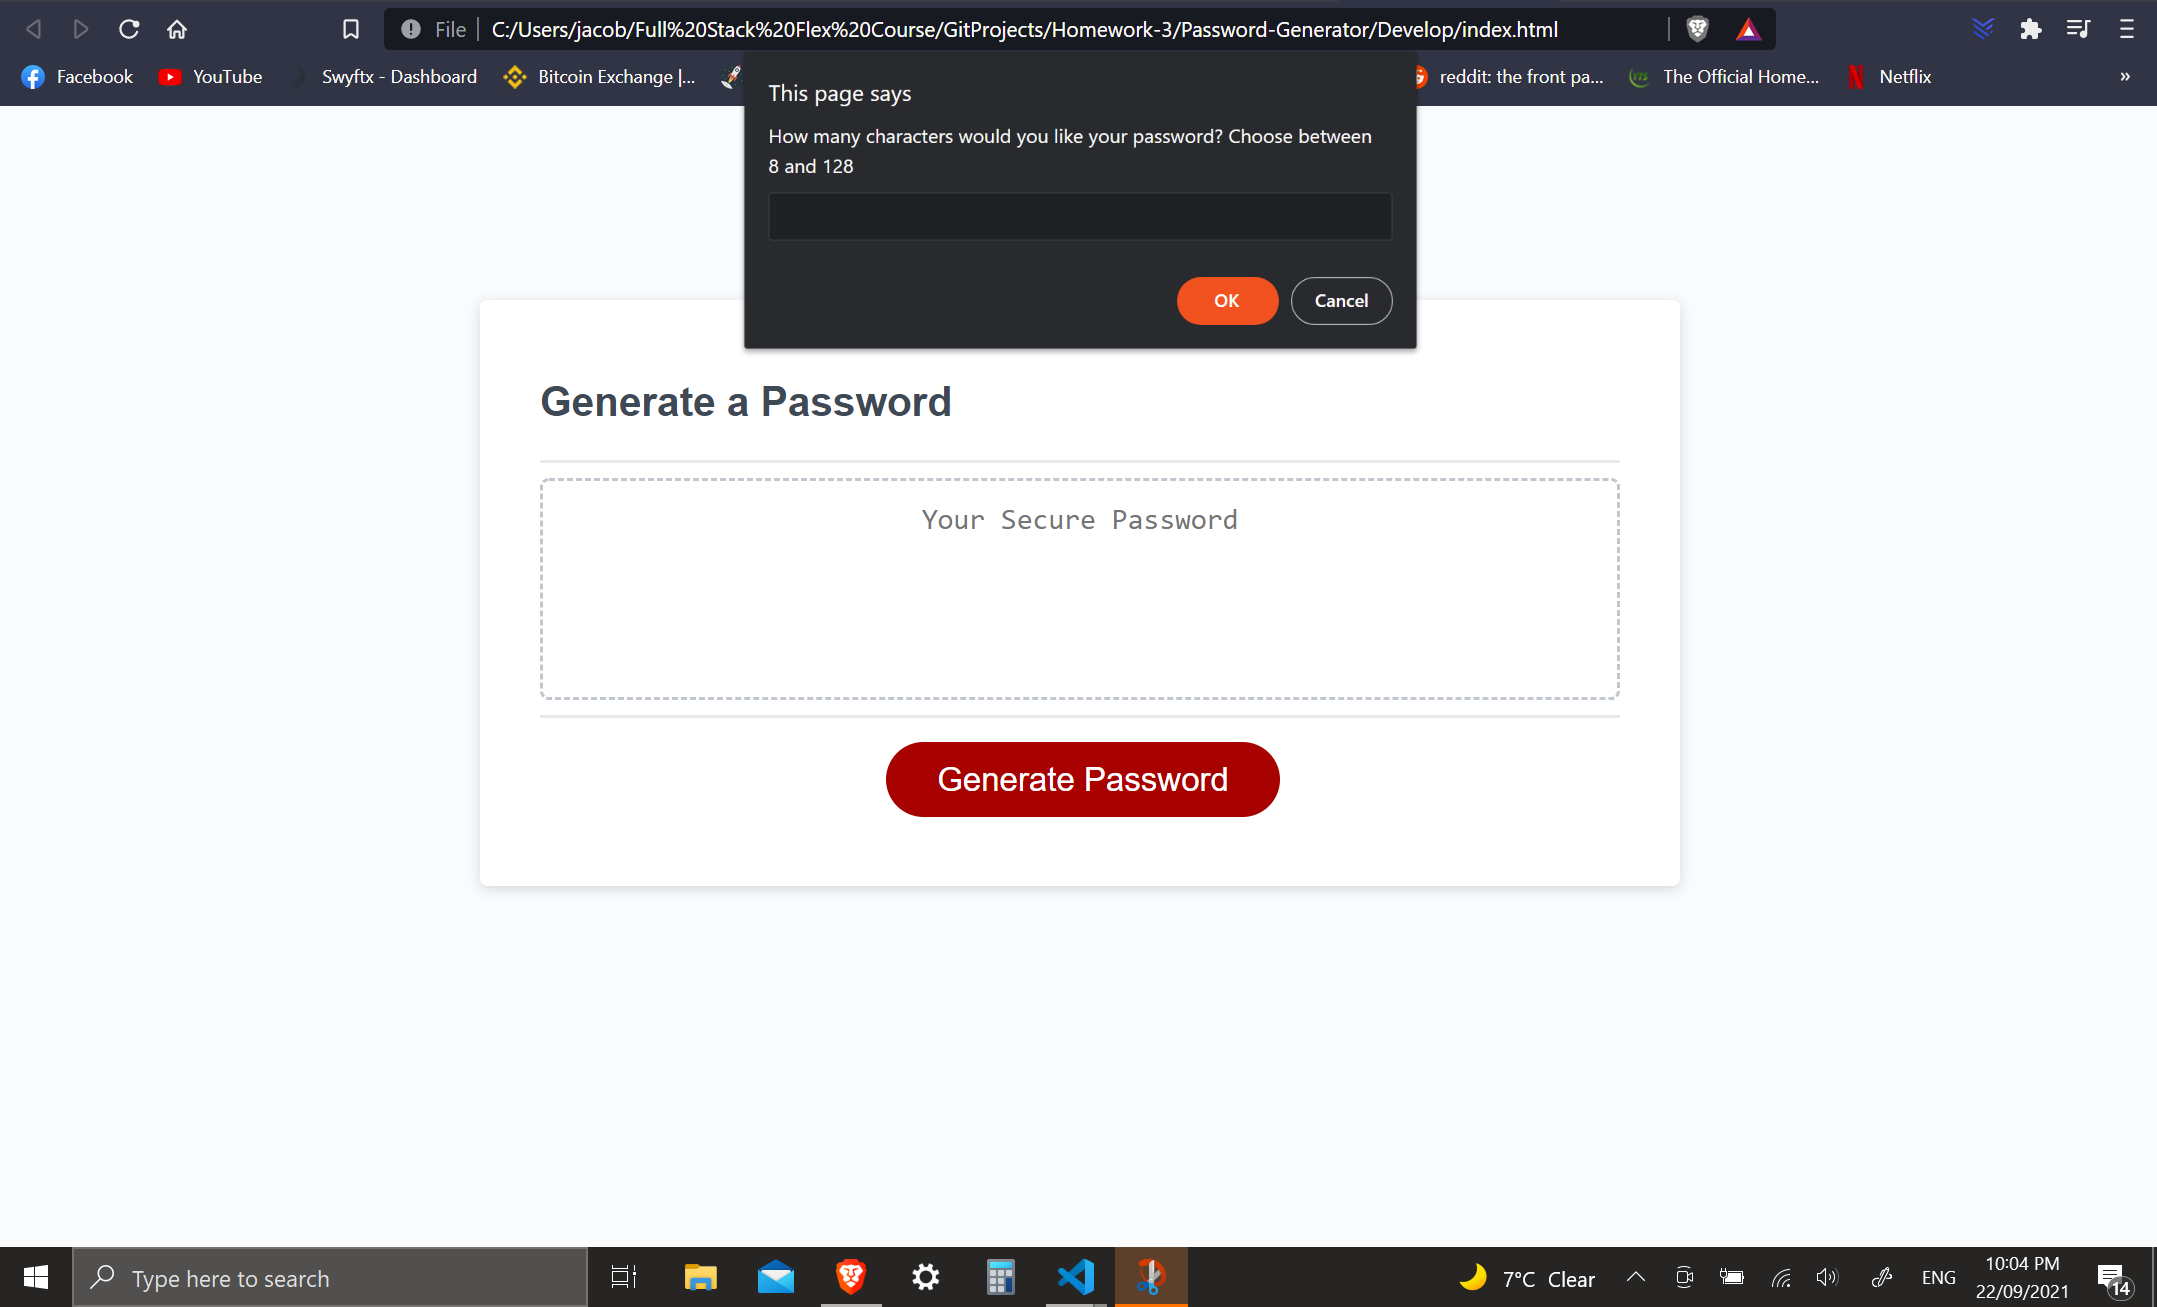 File | C:/Users/jacob/Full%20Stack%20Flex%20Course/GitProjects/Homework-3/Password-Generator/Develop/index.html
Facebook YouTube Swyftx - Dashboard Bitcoin Exchange |... reddit: the front pa... The Official Home... Netflix »
This page says
How many characters would you like your password? Choose between
8 and 128
OK Cancel
Generate a Password
Your Secure Password
Generate Password
Type here to search
7°C Clear
ENG
10:04 PM
22/09/2021
14